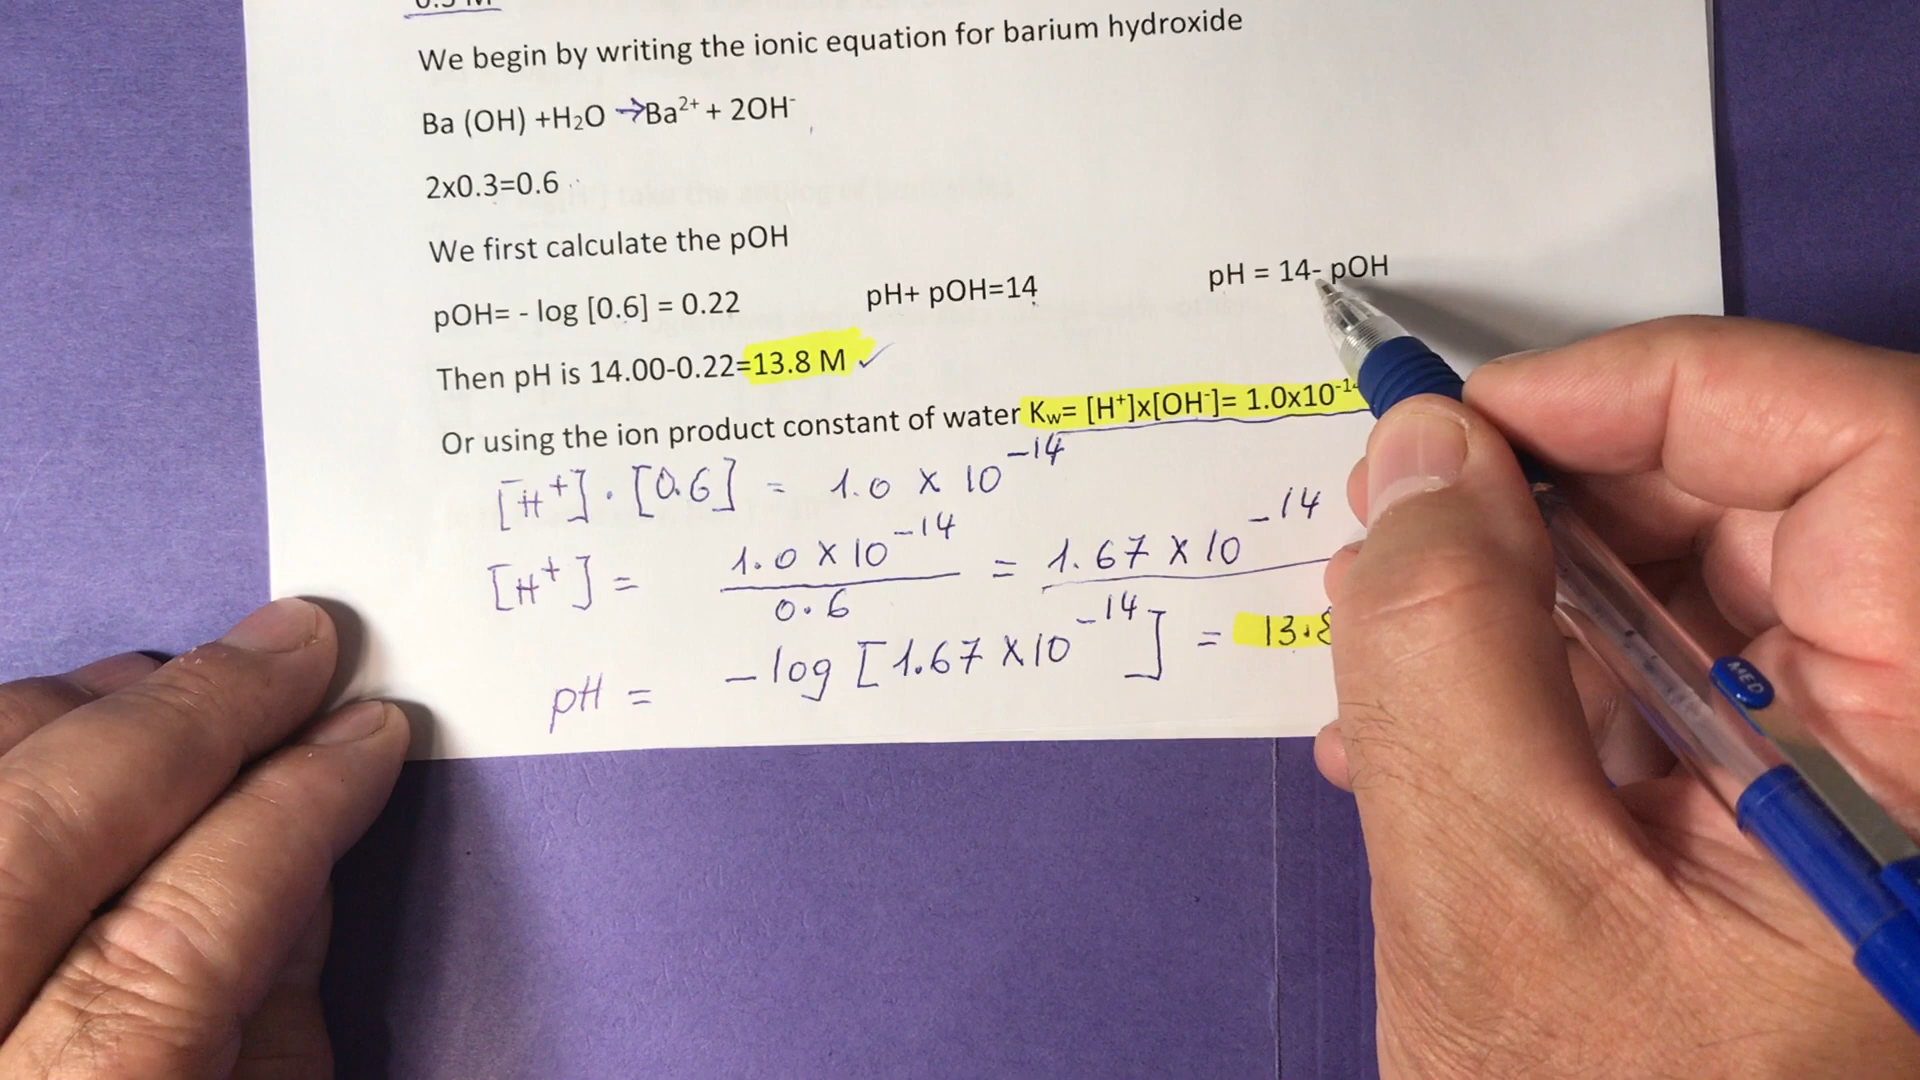 We begin by writing the ionic equation for barium hydroxide
Ba (OH) +H₂O →Ba²⁺ + 2OH⁻
2x0.3=0.6
We first calculate the pOH
pOH= - log [0.6] = 0.22 pH+ pOH=14 pH = 14- pOH
Then pH is 14.00-0.22=13.8 M ✓
Or using the ion product constant of water Kw= [H⁺]x[OH⁻]= 1.0x10⁻¹⁴
[H⁺] · [0.6] = 1.0 x 10⁻¹⁴
[H⁺] = 1.0 x 10⁻¹⁴ / 0.6 = 1.67 x 10⁻¹⁴
pH = -log [1.67 x 10⁻¹⁴] = 13.8
MED